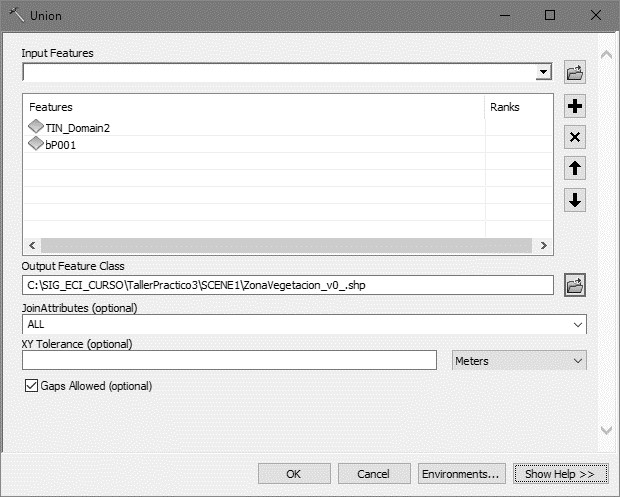 Union
Input Features
Features Ranks
TIN_Domain2
bP001
Output Feature Class
C:\SIG_ECI_CURSO\TallerPractico3\SCENE1\ZonaVegetacion_v0_.shp
JoinAttributes (optional)
ALL
XY Tolerance (optional)
Meters
Gaps Allowed (optional)
OK Cancel Environments... Show Help >>